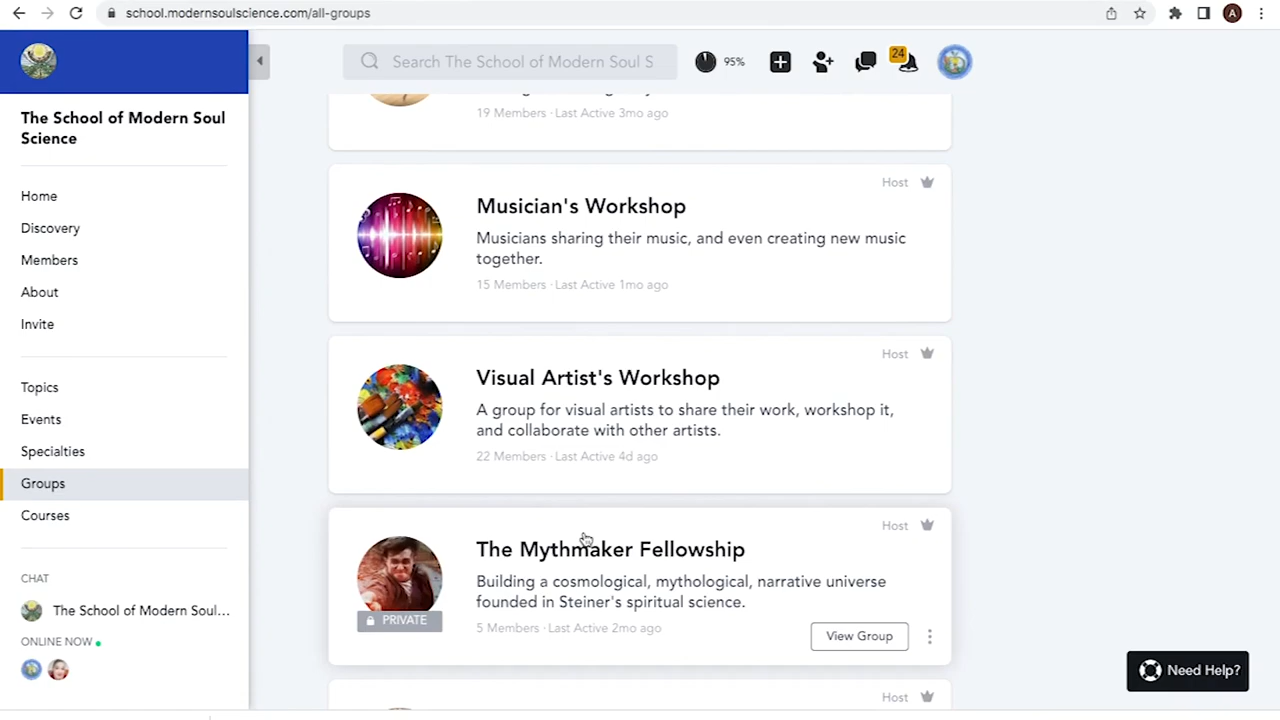 school.modernsoulscience.com/all-groups
A
Search The School of Modern Soul S
95%
24
The School of Modern Soul
Science
Home
Discovery
Members
About
Invite
Topics
Events
Specialties
Groups
Courses
CHAT
The School of Modern Soul...
ONLINE NOW
19 Members · Last Active 3mo ago
Host
Musician's Workshop
Musicians sharing their music, and even creating new music
together.
15 Members · Last Active 1mo ago
Host
Visual Artist's Workshop
A group for visual artists to share their work, workshop it,
and collaborate with other artists.
22 Members · Last Active 4d ago
Host
The Mythmaker Fellowship
Building a cosmological, mythological, narrative universe
founded in Steiner's spiritual science.
PRIVATE
5 Members · Last Active 2mo ago
View Group
Host
Need Help?